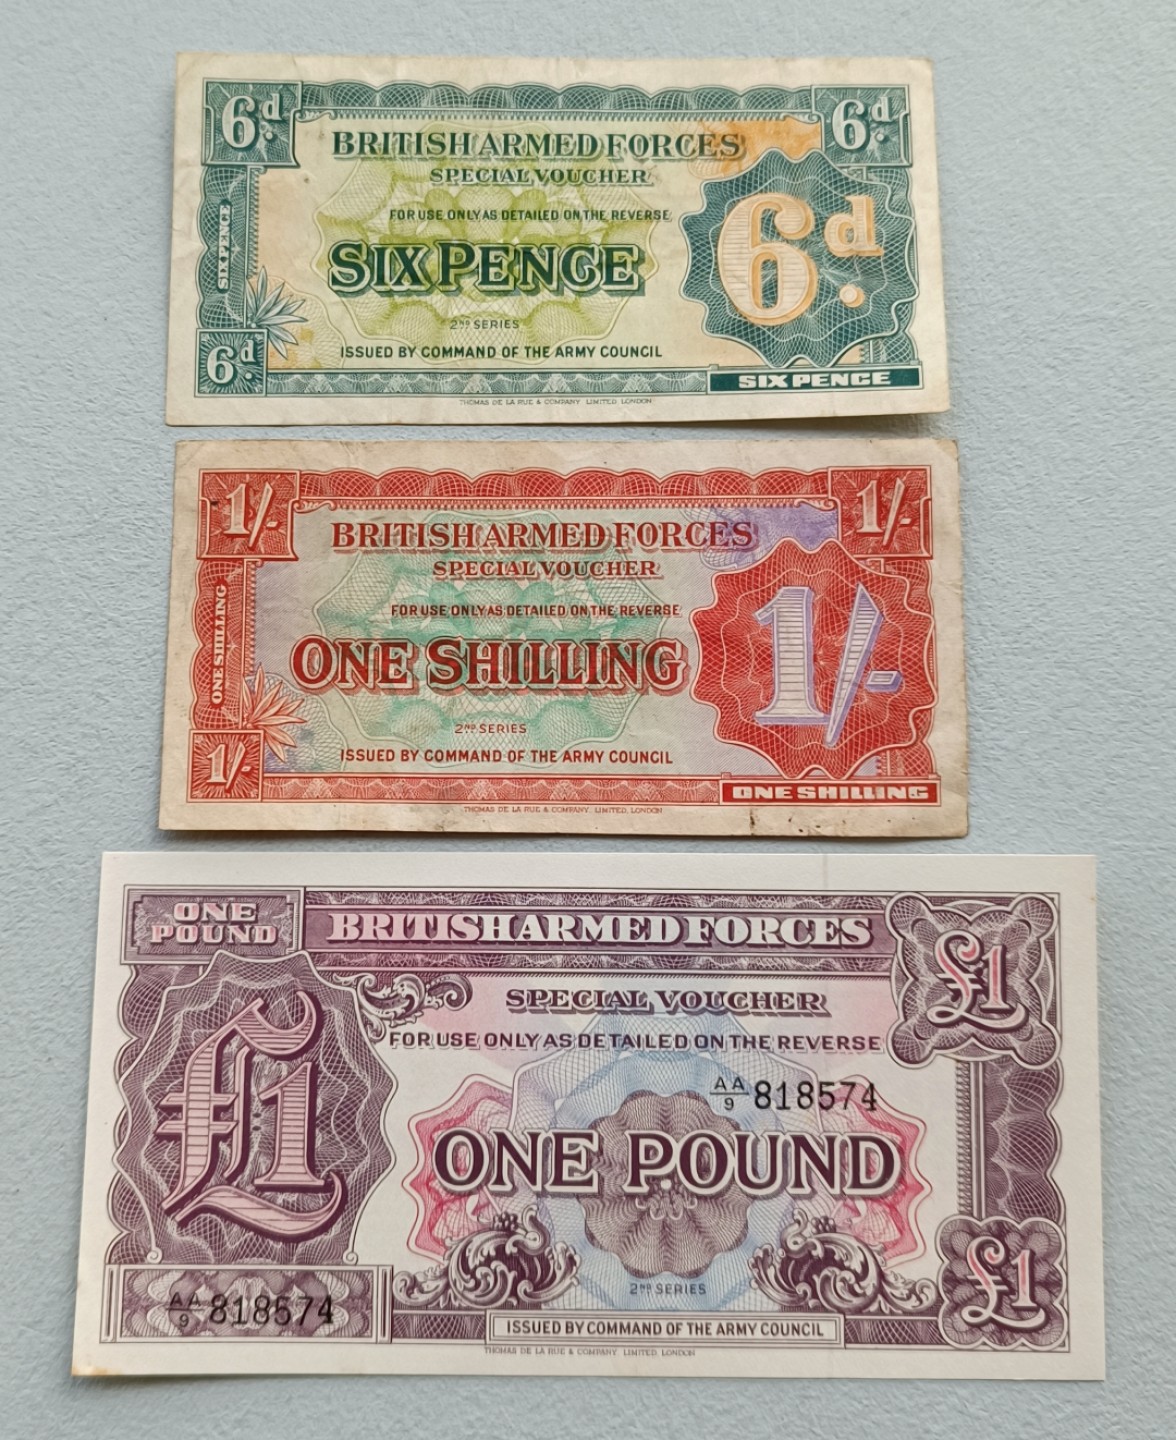 6d.
6d.
BRITISH ARMED FORCES
SPECIAL VOUCHER
FOR USE ONLY AS DETAILED ON THE REVERSE
SIXPENCE
SIX PENCE
6d.
2ND SERIES
ISSUED BY COMMAND OF THE ARMY COUNCIL
6d.
SIX PENCE
THOMAS DE LA RUE & COMPANY, LIMITED, LONDON
1/-
1/-
BRITISH ARMED FORCES
SPECIAL VOUCHER
FOR USE ONLY AS DETAILED ON THE REVERSE
ONE SHILLING
ONE SHILLING
1/-
2ND SERIES
ISSUED BY COMMAND OF THE ARMY COUNCIL
1/-
ONE SHILLING
THOMAS DE LA RUE & COMPANY, LIMITED, LONDON
ONE
POUND
BRITISH ARMED FORCES
£1
SPECIAL VOUCHER
FOR USE ONLY AS DETAILED ON THE REVERSE
AA/9 818574
£1
ONE POUND
2ND SERIES
£1
AA/9 818574
ISSUED BY COMMAND OF THE ARMY COUNCIL
THOMAS DE LA RUE & COMPANY, LIMITED, LONDON